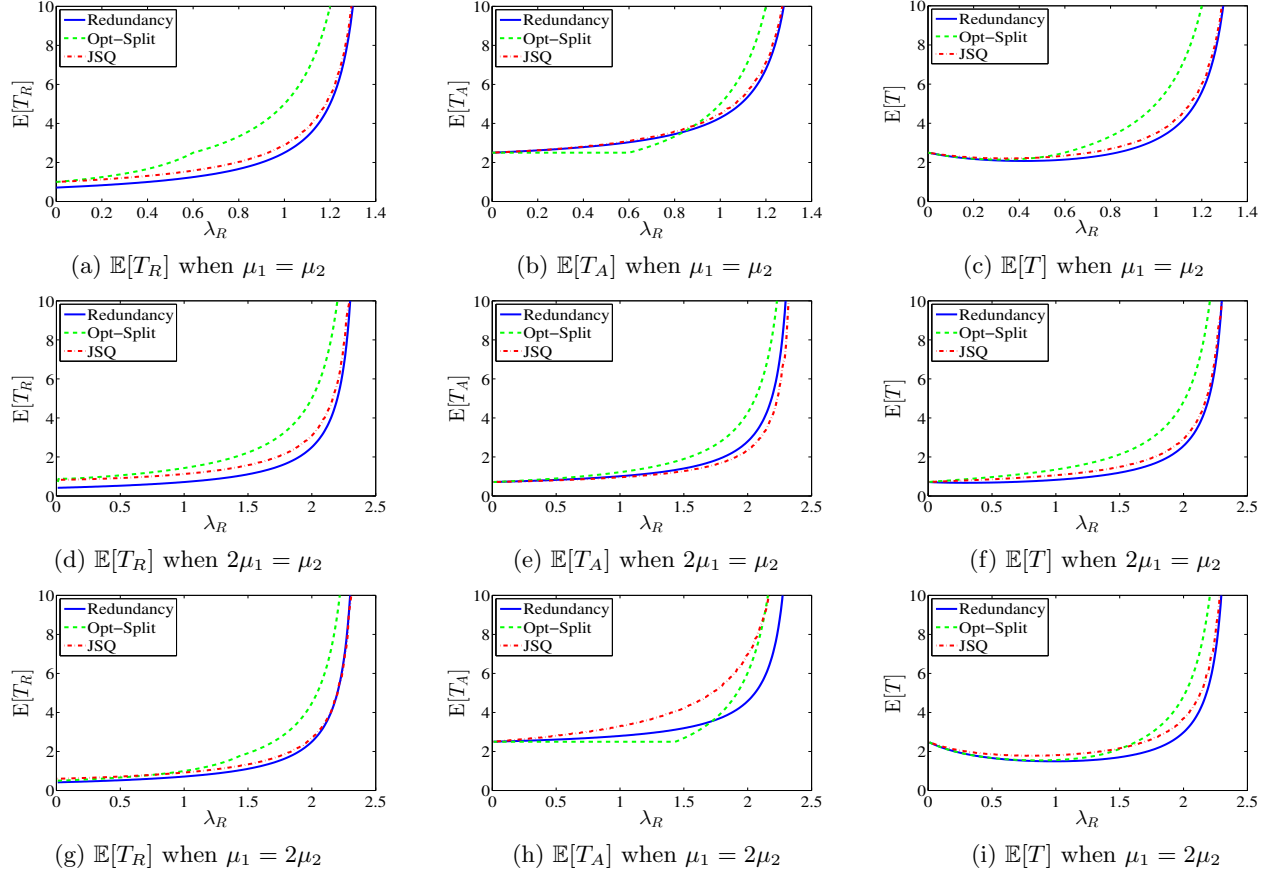 10
8
6
4
2
0
E[T_R]
Redundancy
Opt−Split
JSQ
0 0.2 0.4 0.6 0.8 1 1.2 1.4
λ_R
(a) 𝔼[T_R] when μ_1 = μ_2
10
8
6
4
2
0
E[T_A]
Redundancy
Opt−Split
JSQ
0 0.2 0.4 0.6 0.8 1 1.2 1.4
λ_R
(b) 𝔼[T_A] when μ_1 = μ_2
10
8
6
4
2
0
E[T]
Redundancy
Opt−Split
JSQ
0 0.2 0.4 0.6 0.8 1 1.2 1.4
λ_R
(c) 𝔼[T] when μ_1 = μ_2
10
8
6
4
2
0
E[T_R]
Redundancy
Opt−Split
JSQ
0 0.5 1 1.5 2 2.5
λ_R
(d) 𝔼[T_R] when 2μ_1 = μ_2
10
8
6
4
2
0
E[T_A]
Redundancy
Opt−Split
JSQ
0 0.5 1 1.5 2 2.5
λ_R
(e) 𝔼[T_A] when 2μ_1 = μ_2
10
8
6
4
2
0
E[T]
Redundancy
Opt−Split
JSQ
0 0.5 1 1.5 2 2.5
λ_R
(f) 𝔼[T] when 2μ_1 = μ_2
10
8
6
4
2
0
E[T_R]
Redundancy
Opt−Split
JSQ
0 0.5 1 1.5 2 2.5
λ_R
(g) 𝔼[T_R] when μ_1 = 2μ_2
10
8
6
4
2
0
E[T_A]
Redundancy
Opt−Split
JSQ
0 0.5 1 1.5 2 2.5
λ_R
(h) 𝔼[T_A] when μ_1 = 2μ_2
10
8
6
4
2
0
E[T]
Redundancy
Opt−Split
JSQ
0 0.5 1 1.5 2 2.5
λ_R
(i) 𝔼[T] when μ_1 = 2μ_2